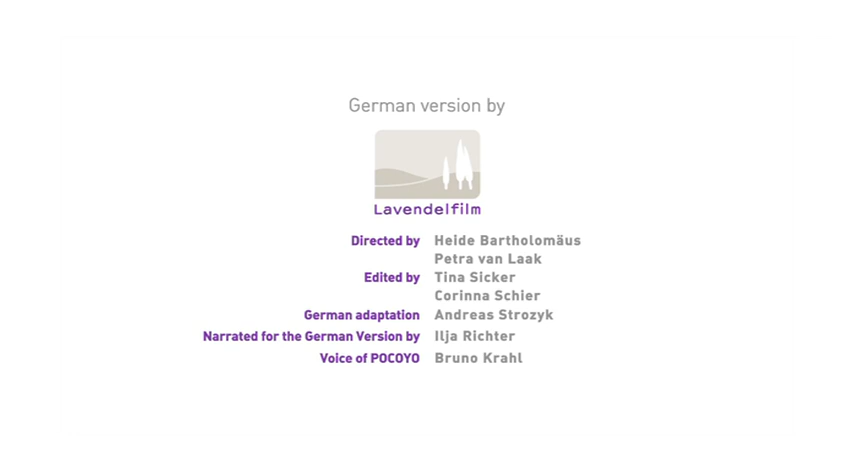 German version by
Lavendelfilm
Directed by Heide Bartholomäus
Petra van Laak
Edited by Tina Sicker
Corinna Schier
German adaptation Andreas Strozyk
Narrated for the German Version by Ilja Richter
Voice of POCOYO Bruno Krahl